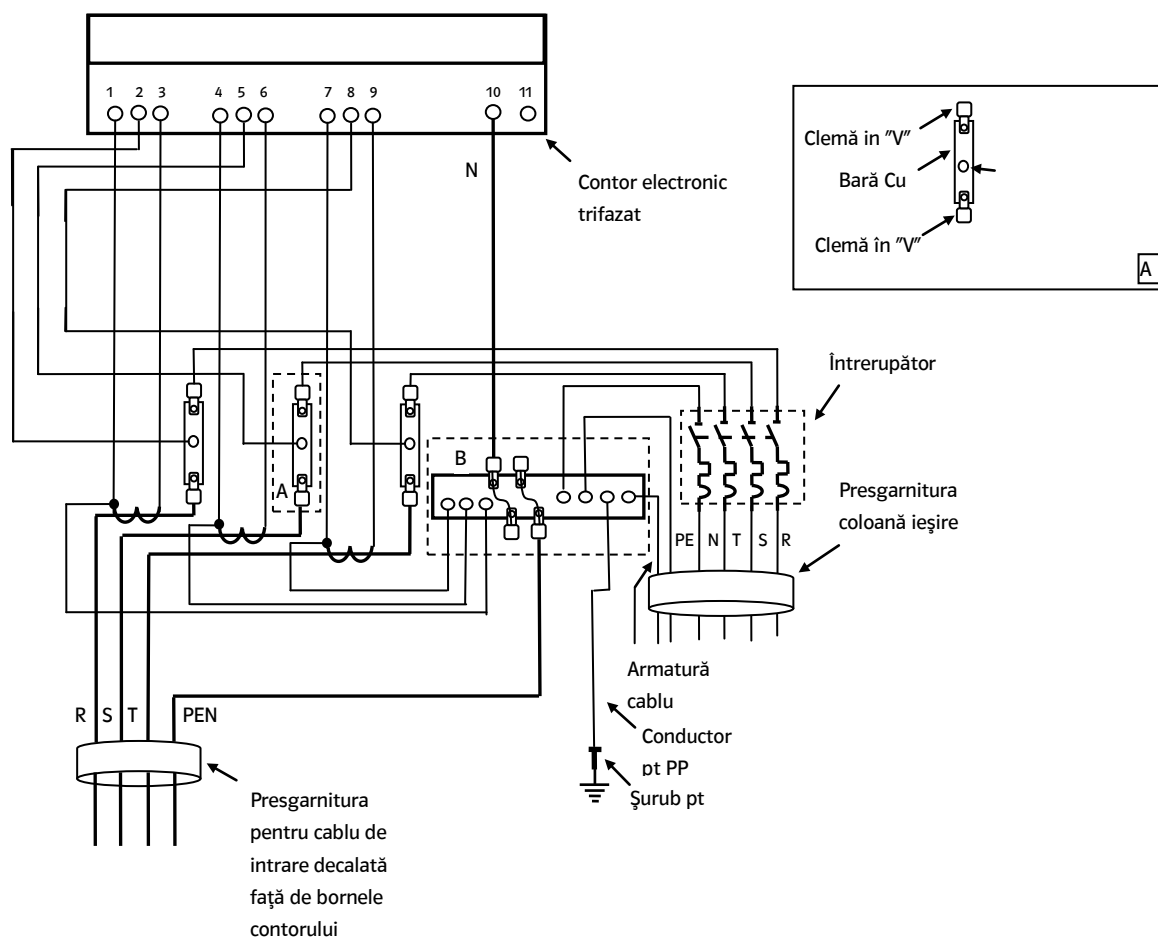 1 2 3 4 5 6 7 8 9 10 11
N
Contor electronic
trifazat
Clemă in "V"
Bară Cu
Clemă în "V"
A
Întrerupător
A
B
Presgarnitura
coloană ieşire
PE N T S R
Armatură
cablu
Conductor
pt PP
Şurub pt
R S T PEN
Presgarnitura
pentru cablu de
intrare decalată
faţă de bornele
contorului